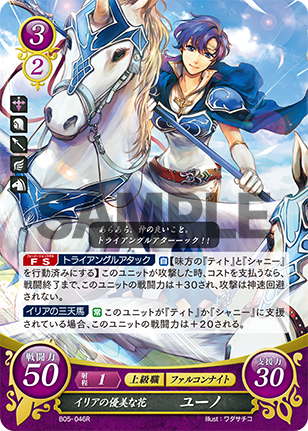 3
2
SAMPLE
あらあら、仲の良いこと。
トライアングルアターーック！！
FS トライアングルアタック 自 【味方の『ティト』と『シャニー』
を行動済みにする】このユニットが攻撃した時、コストを支払うなら、
戦闘終了まで、このユニットの戦闘力は＋30され、攻撃は神速回
避されない。
イリアの三天馬 常 このユニットが『ティト』か『シャニー』に支援
されている場合、このユニットの戦闘力は＋20される。
戦闘力
50
射程 1 上級職 ファルコンナイト
支援力
30
B05-046R
イリアの優美な花 ユーノ
Illust：ワダサチコ